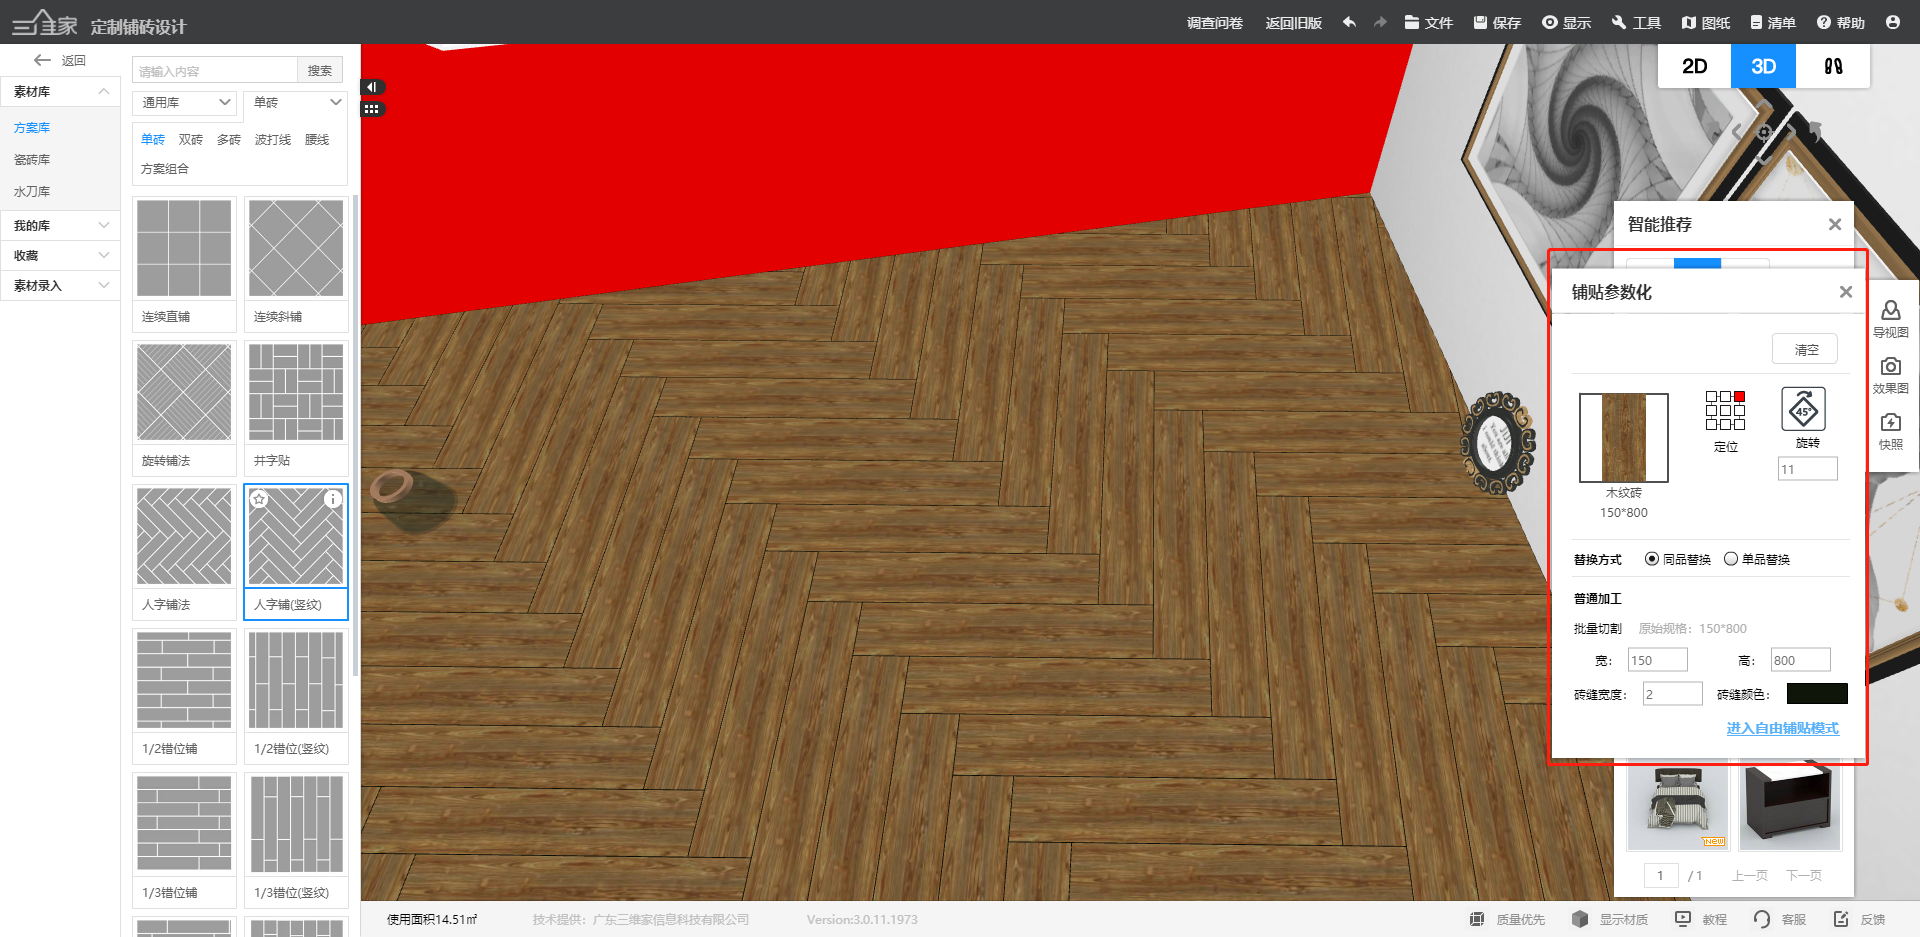 三维家 定制铺砖设计
调查问卷 返回旧版 文件 保存 显示 工具 图纸 清单 帮助
返回
请输入内容 搜索
素材库
通用库 单砖
方案库
单砖 双砖 多砖 波打线 腰线
瓷砖库
方案组合
水刀库
我的库
收藏
素材录入
连续直铺 连续斜铺
旋转铺法 井字贴
人字铺法 人字铺(竖纹)
1/2错位铺 1/2错位(竖纹)
1/3错位铺 1/3错位(竖纹)
2D 3D
智能推荐
铺贴参数化
清空
45°
定位 旋转
11
木纹砖
150*800
替换方式 同品替换 单品替换
普通加工
批量切割 原始规格：150*800
宽： 150 高： 800
砖缝宽度： 2 砖缝颜色：
进入自由铺贴模式
导视图
效果图
快照
NEW
1 / 1 上一页 下一页
使用面积14.51㎡ 技术提供：广东三维家信息科技有限公司 Version:3.0.11.1973 质量优先 显示材质 教程 客服 反馈